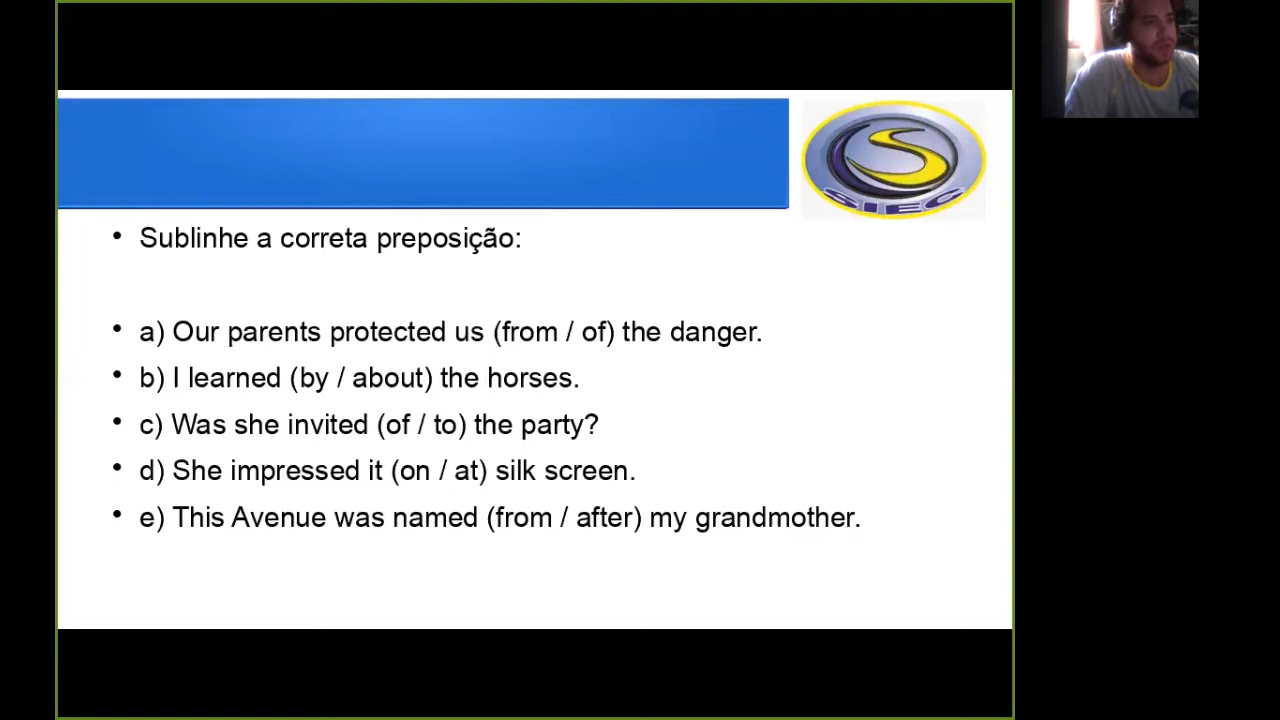 SIEC
Sublinhe a correta preposição:
a) Our parents protected us (from / of) the danger.
b) I learned (by / about) the horses.
c) Was she invited (of / to) the party?
d) She impressed it (on / at) silk screen.
e) This Avenue was named (from / after) my grandmother.